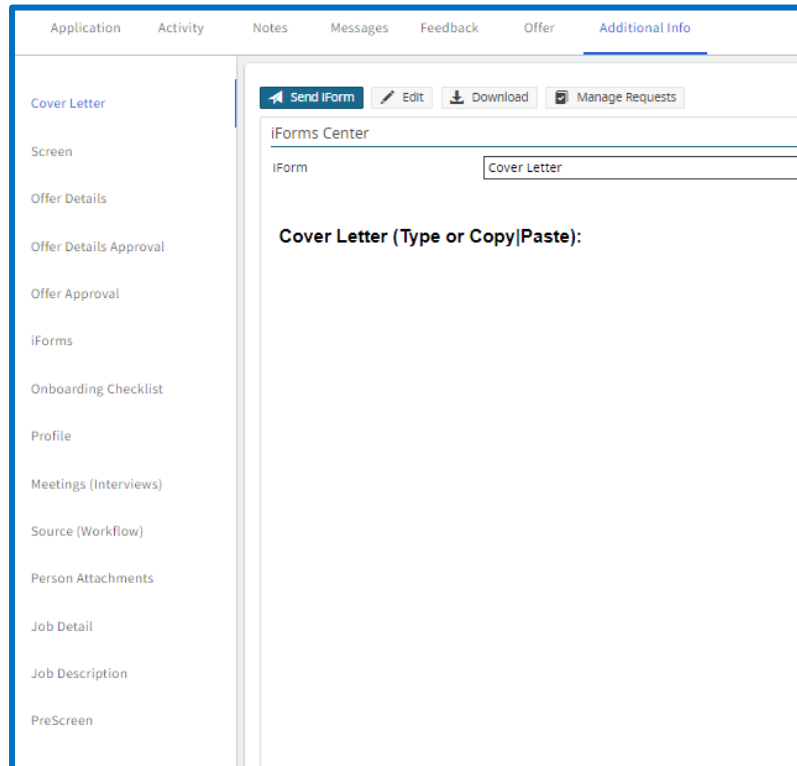 Application Activity Notes Messages Feedback Offer Additional Info
Cover Letter
Screen
Offer Details
Offer Details Approval
Offer Approval
iForms
Onboarding Checklist
Profile
Meetings (Interviews)
Source (Workflow)
Person Attachments
Job Detail
Job Description
PreScreen
Send IForm Edit Download Manage Requests
iForms Center
IForm Cover Letter
Cover Letter (Type or Copy|Paste):